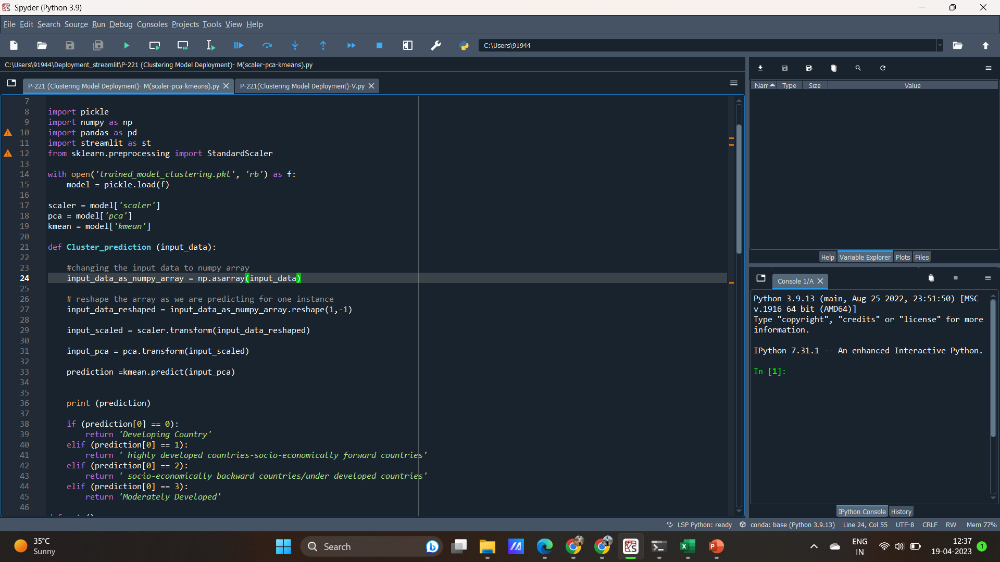 Spyder (Python 3.9)
File Edit Search Source Run Debug Consoles Projects Tools View Help
C:\Users\91944
C:\Users\91944\Deployment_streamlit\P-221 (Clustering Model Deployment)- M(scaler-pca-kmeans).py
P-221 (Clustering Model Deployment)- M(scaler-pca-kmeans).py
P-221(Clustering Model Deployment)-V.py
7
8 import pickle
9 import numpy as np
10 import pandas as pd
11 import streamlit as st
12 from sklearn.preprocessing import StandardScaler
13
14 with open('trained_model_clustering.pkl', 'rb') as f:
15     model = pickle.load(f)
16
17 scaler = model['scaler']
18 pca = model['pca']
19 kmean = model['kmean']
20
21 def Cluster_prediction (input_data):
22
23     #changing the input data to numpy array
24     input_data_as_numpy_array = np.asarray(input_data)
25
26     # reshape the array as we are predicting for one instance
27     input_data_reshaped = input_data_as_numpy_array.reshape(1,-1)
28
29     input_scaled = scaler.transform(input_data_reshaped)
30
31     input_pca = pca.transform(input_scaled)
32
33     prediction =kmean.predict(input_pca)
34
35
36     print (prediction)
37
38     if (prediction[0] == 0):
39         return 'Developing Country'
40     elif (prediction[0] == 1):
41         return ' highly developed countries-socio-economically forward countries'
42     elif (prediction[0] == 2):
43         return ' socio-economically backward countries/under developed countries'
44     elif (prediction[0] == 3):
45         return 'Moderately Developed'
46
Nam Type Size Value
Help Variable Explorer Plots Files
Console 1/A
Python 3.9.13 (main, Aug 25 2022, 23:51:50) [MSC
v.1916 64 bit (AMD64)]
Type "copyright", "credits" or "license" for more
information.
IPython 7.31.1 -- An enhanced Interactive Python.
In [1]:
IPython Console History
LSP Python: ready conda: base (Python 3.9.13) Line 24, Col 55 UTF-8 CRLF RW Mem 77%
35°C
Sunny
Search
ENG
IN
12:37
19-04-2023
1